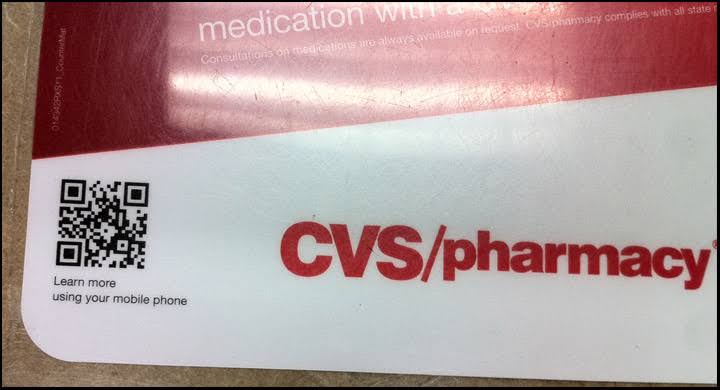 medication with a
Consultations on medications are always available on request. CVS/pharmacy complies with all state
CVS/pharmacy
Learn more
using your mobile phone